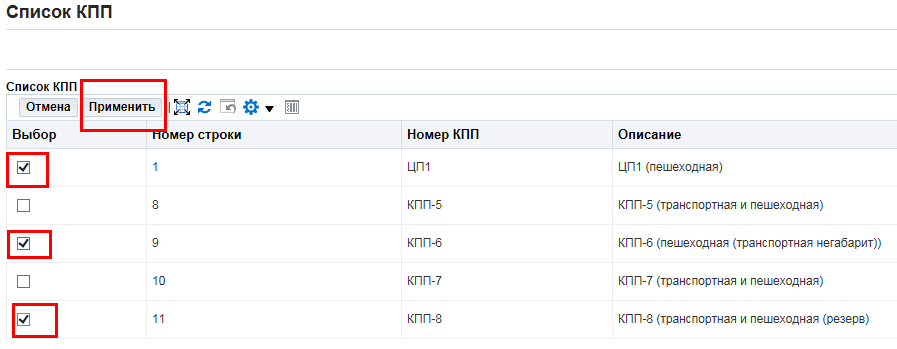 Список КПП
Список КПП
Отмена Применить
Выбор Номер строки Номер КПП Описание
1 ЦП1 ЦП1 (пешеходная)
8 КПП-5 КПП-5 (транспортная и пешеходная)
9 КПП-6 КПП-6 (пешеходная (транспортная негабарит))
10 КПП-7 КПП-7 (транспортная и пешеходная)
11 КПП-8 КПП-8 (транспортная и пешеходная (резерв)